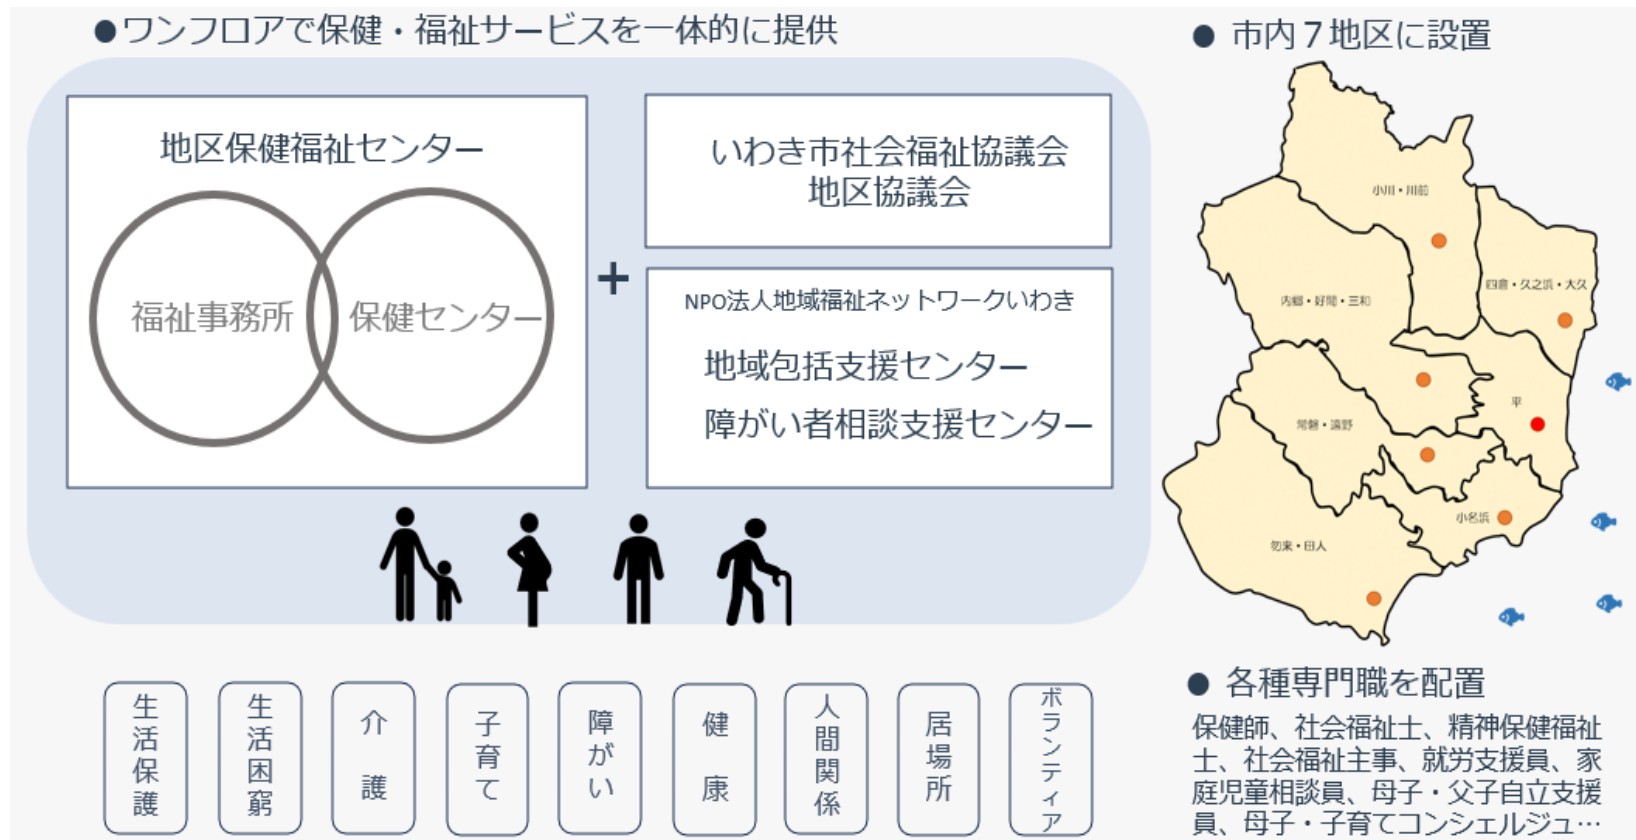 ●ワンフロアで保健・福祉サービスを一体的に提供
地区保健福祉センター
福祉事務所
保健センター
+
いわき市社会福祉協議会
地区協議会
NPO法人地域福祉ネットワークいわき
地域包括支援センター
障がい者相談支援センター
生活保護
生活困窮
介護
子育て
障がい
健康
人間関係
居場所
ボランティア
● 市内7地区に設置
小川・川前
四倉・久之浜・大久
内郷・好間・三和
平
常磐・遠野
小名浜
勿来・田人
● 各種専門職を配置
保健師、社会福祉士、精神保健福祉
士、社会福祉主事、就労支援員、家
庭児童相談員、母子・父子自立支援
員、母子・子育てコンシェルジュ…